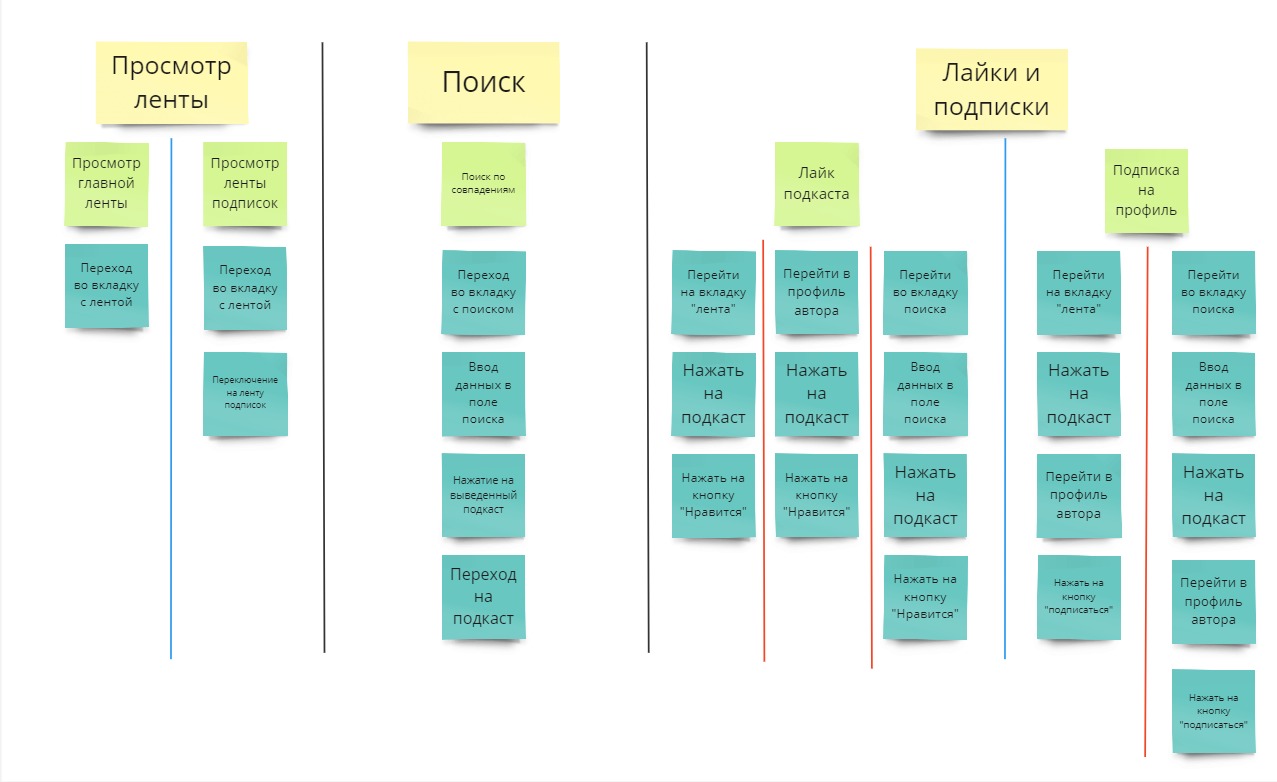 Просмотр
ленты
Просмотр
главной
ленты
Переход
во вкладку
с лентой
Просмотр
ленты
подписок
Переход
во вкладку
с лентой
Переключение
на ленту
подписок
Поиск
Поиск по
совпадениям
Переход
во вкладку
с поиском
Ввод
данных в
поле
поиска
Нажатие на
выведенный
подкаст
Переход
на
подкаст
Лайки и
подписки
Лайк
подкаста
Перейти
на вкладку
"лента"
Нажать
на
подкаст
Нажать на
кнопку
"Нравится"
Перейти в
профиль
автора
Нажать
на
подкаст
Нажать на
кнопку
"Нравится"
Перейти
во вкладку
поиска
Ввод
данных в
поле
поиска
Нажать
на
подкаст
Нажать на
кнопку
"Нравится"
Подписка
на
профиль
Перейти
на вкладку
"лента"
Нажать
на
подкаст
Перейти в
профиль
автора
Нажать на
кнопку
"подписаться"
Перейти
во вкладку
поиска
Ввод
данных в
поле
поиска
Нажать
на
подкаст
Перейти в
профиль
автора
Нажать на
кнопку
"подписаться"